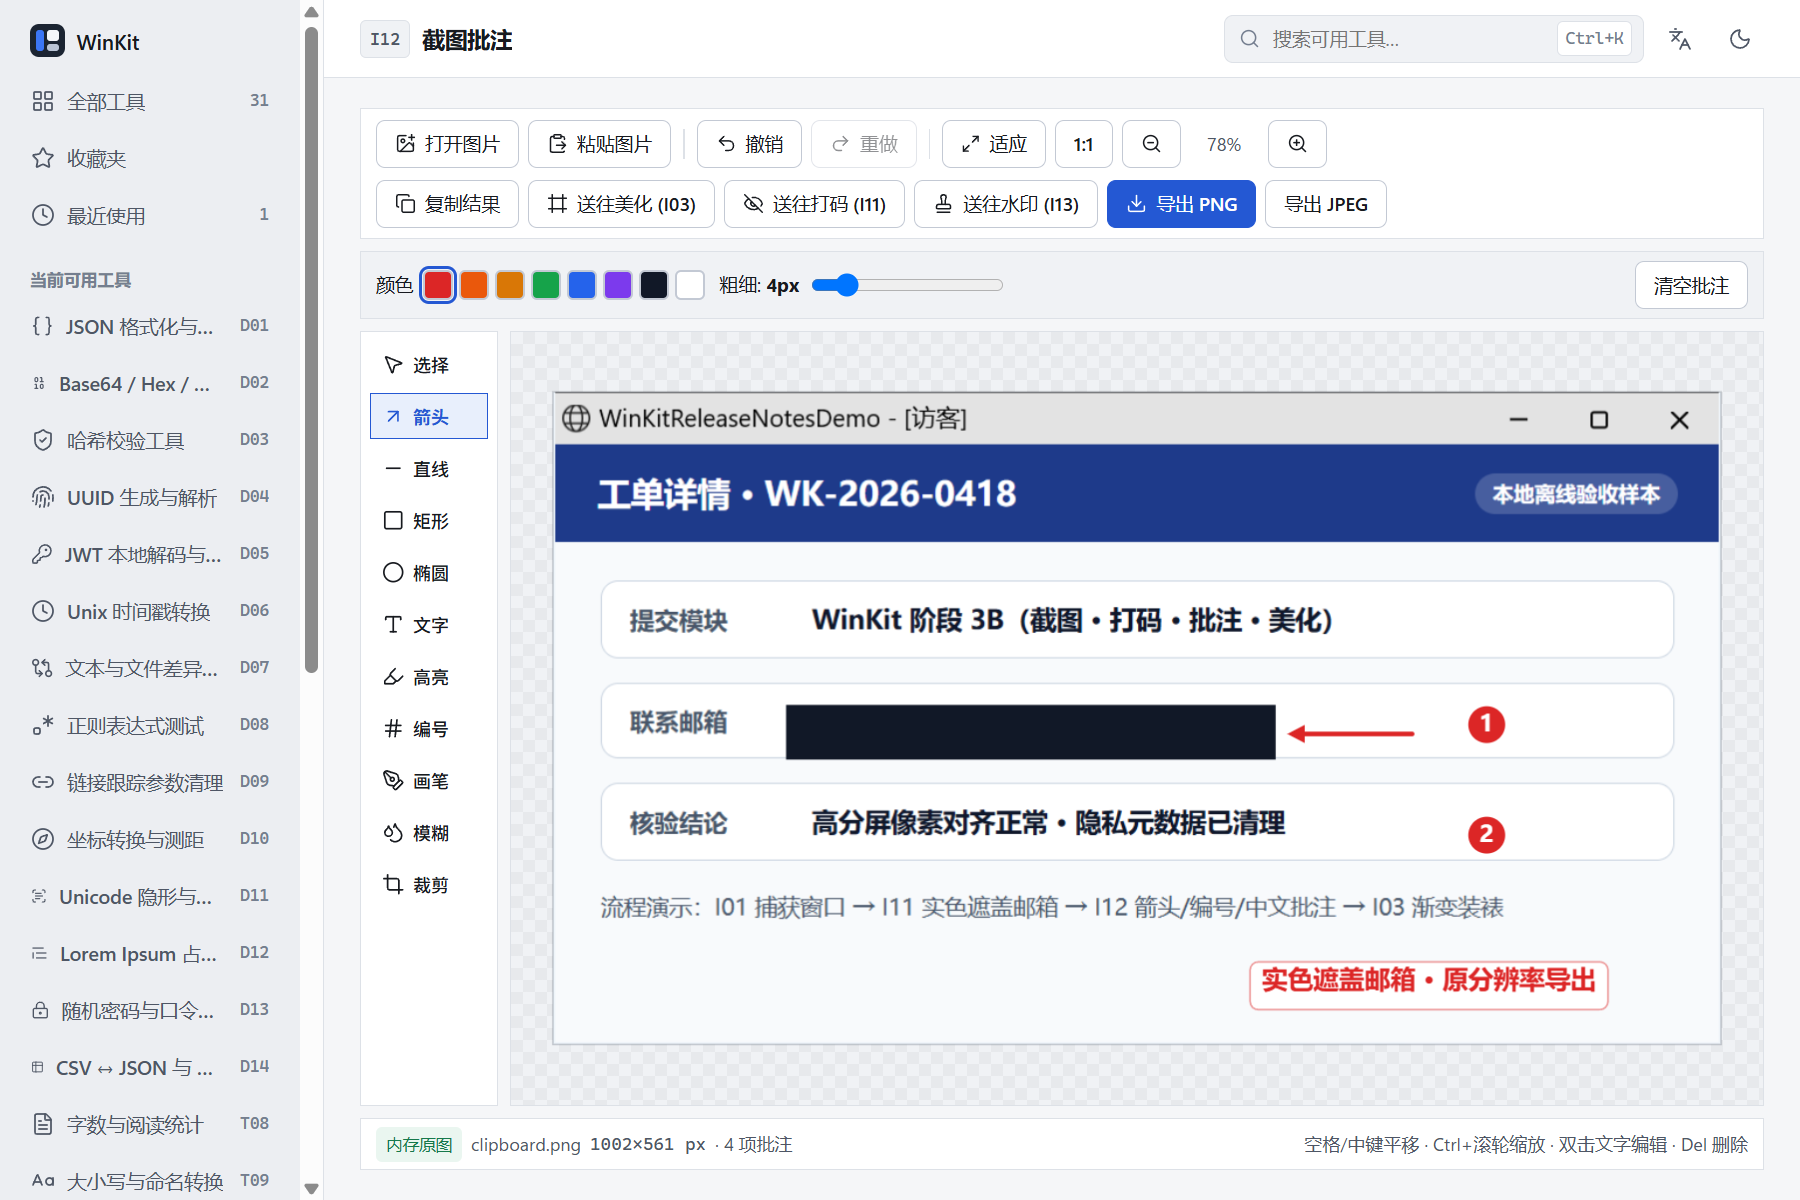 WinKit
全部工具 31
收藏夹
最近使用 1
当前可用工具
JSON 格式化与... D01
Base64 / Hex / ... D02
哈希校验工具 D03
UUID 生成与解析 D04
JWT 本地解码与... D05
Unix 时间戳转换 D06
文本与文件差异... D07
正则表达式测试 D08
链接跟踪参数清理 D09
坐标转换与测距 D10
Unicode 隐形与... D11
Lorem Ipsum 占... D12
随机密码与口令... D13
CSV ↔ JSON 与 ... D14
字数与阅读统计 T08
大小写与命名转换 T09
I12 截图批注
搜索可用工具... Ctrl+K
打开图片 粘贴图片 撤销 重做 适应 1:1 78%
复制结果 送往美化 (I03) 送往打码 (I11) 送往水印 (I13) 导出 PNG 导出 JPEG
颜色 粗细: 4px 清空批注
选择
箭头
直线
矩形
椭圆
文字
高亮
编号
画笔
模糊
裁剪
WinKitReleaseNotesDemo - [访客]
工单详情 • WK-2026-0418 本地离线验收样本
提交模块 WinKit 阶段 3B（截图 • 打码 • 批注 • 美化）
联系邮箱 1
核验结论 高分屏像素对齐正常 • 隐私元数据已清理 2
流程演示：I01 捕获窗口 → I11 实色遮盖邮箱 → I12 箭头/编号/中文批注 → I03 渐变装裱
实色遮盖邮箱 • 原分辨率导出
内存原图 clipboard.png 1002×561 px · 4 项批注 空格/中键平移 · Ctrl+滚轮缩放 · 双击文字编辑 · Del 删除